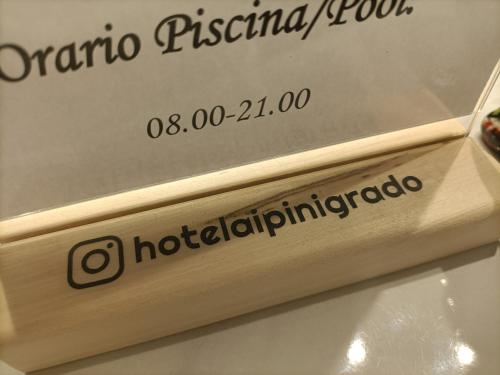 Orario Piscina/Pool.
08.00-21.00
hotelaipinigrado